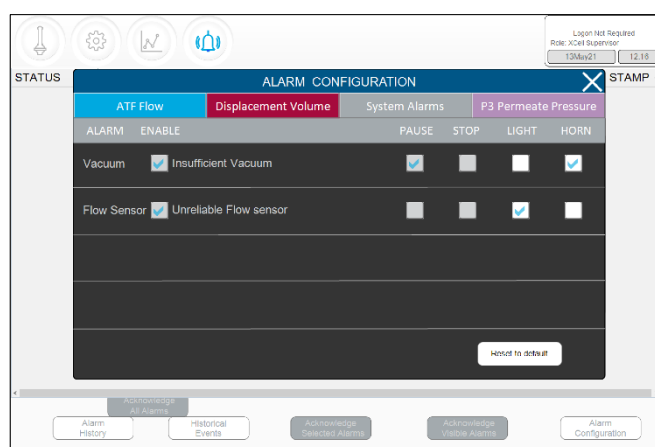 Logon Not Required
Role: XCell Supervisor
13May21 12:16
STATUS
STAMP
ALARM CONFIGURATION
ATF Flow Displacement Volume System Alarms P3 Permeate Pressure
ALARM ENABLE PAUSE STOP LIGHT HORN
Vacuum Insufficient Vacuum
Flow Sensor Unreliable Flow sensor
Reset to default
Acknowledge
All Alarms
Alarm
History
Historical
Events
Acknowledge
Selected Alarms
Acknowledge
Visible Alarms
Alarm
Configuration